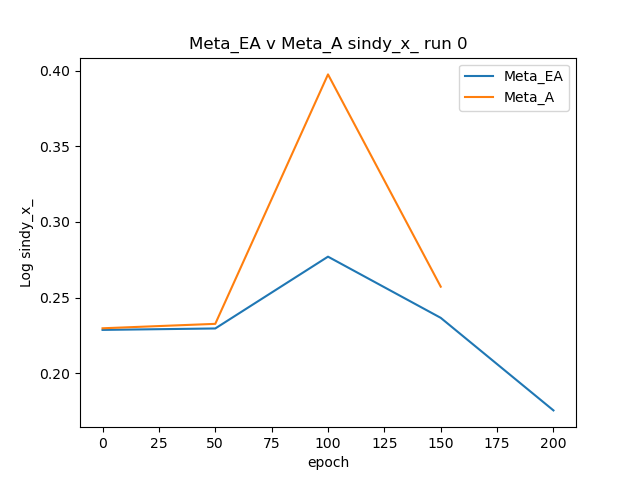 Meta_EA v Meta_A sindy_x_ run 0
Meta_EA
Meta_A
Log sindy_x_
0.40
0.35
0.30
0.25
0.20
0 25 50 75 100 125 150 175 200
epoch